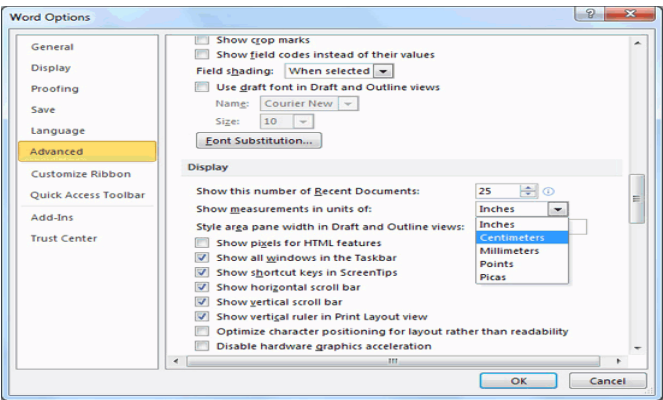 Word Options
General
Display
Proofing
Save
Language
Advanced
Customize Ribbon
Quick Access Toolbar
Add-Ins
Trust Center
Show crop marks
Show field codes instead of their values
Field shading: When selected
Use draft font in Draft and Outline views
Name: Courier New
Size: 10
Font Substitution...
Display
Show this number of Recent Documents: 25
Show measurements in units of: Inches
Style area pane width in Draft and Outline views:
Inches
Centimeters
Millimeters
Points
Picas
Show pixels for HTML features
Show all windows in the Taskbar
Show shortcut keys in ScreenTips
Show horizontal scroll bar
Show vertical scroll bar
Show vertical ruler in Print Layout view
Optimize character positioning for layout rather than readability
Disable hardware graphics acceleration
OK Cancel